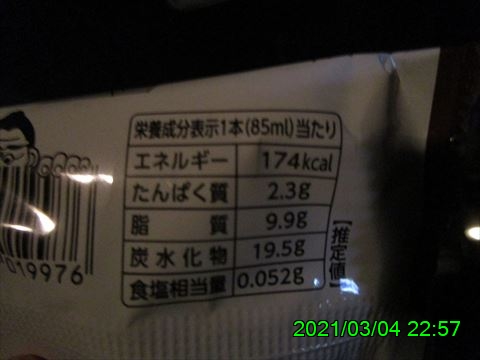 栄養成分表示1本(85ml)当たり
エネルギー 174kcal
たんぱく質 2.3g
脂質 9.9g
炭水化物 19.5g
食塩相当量 0.052g
【推定値】
019976
2021/03/04 22:57